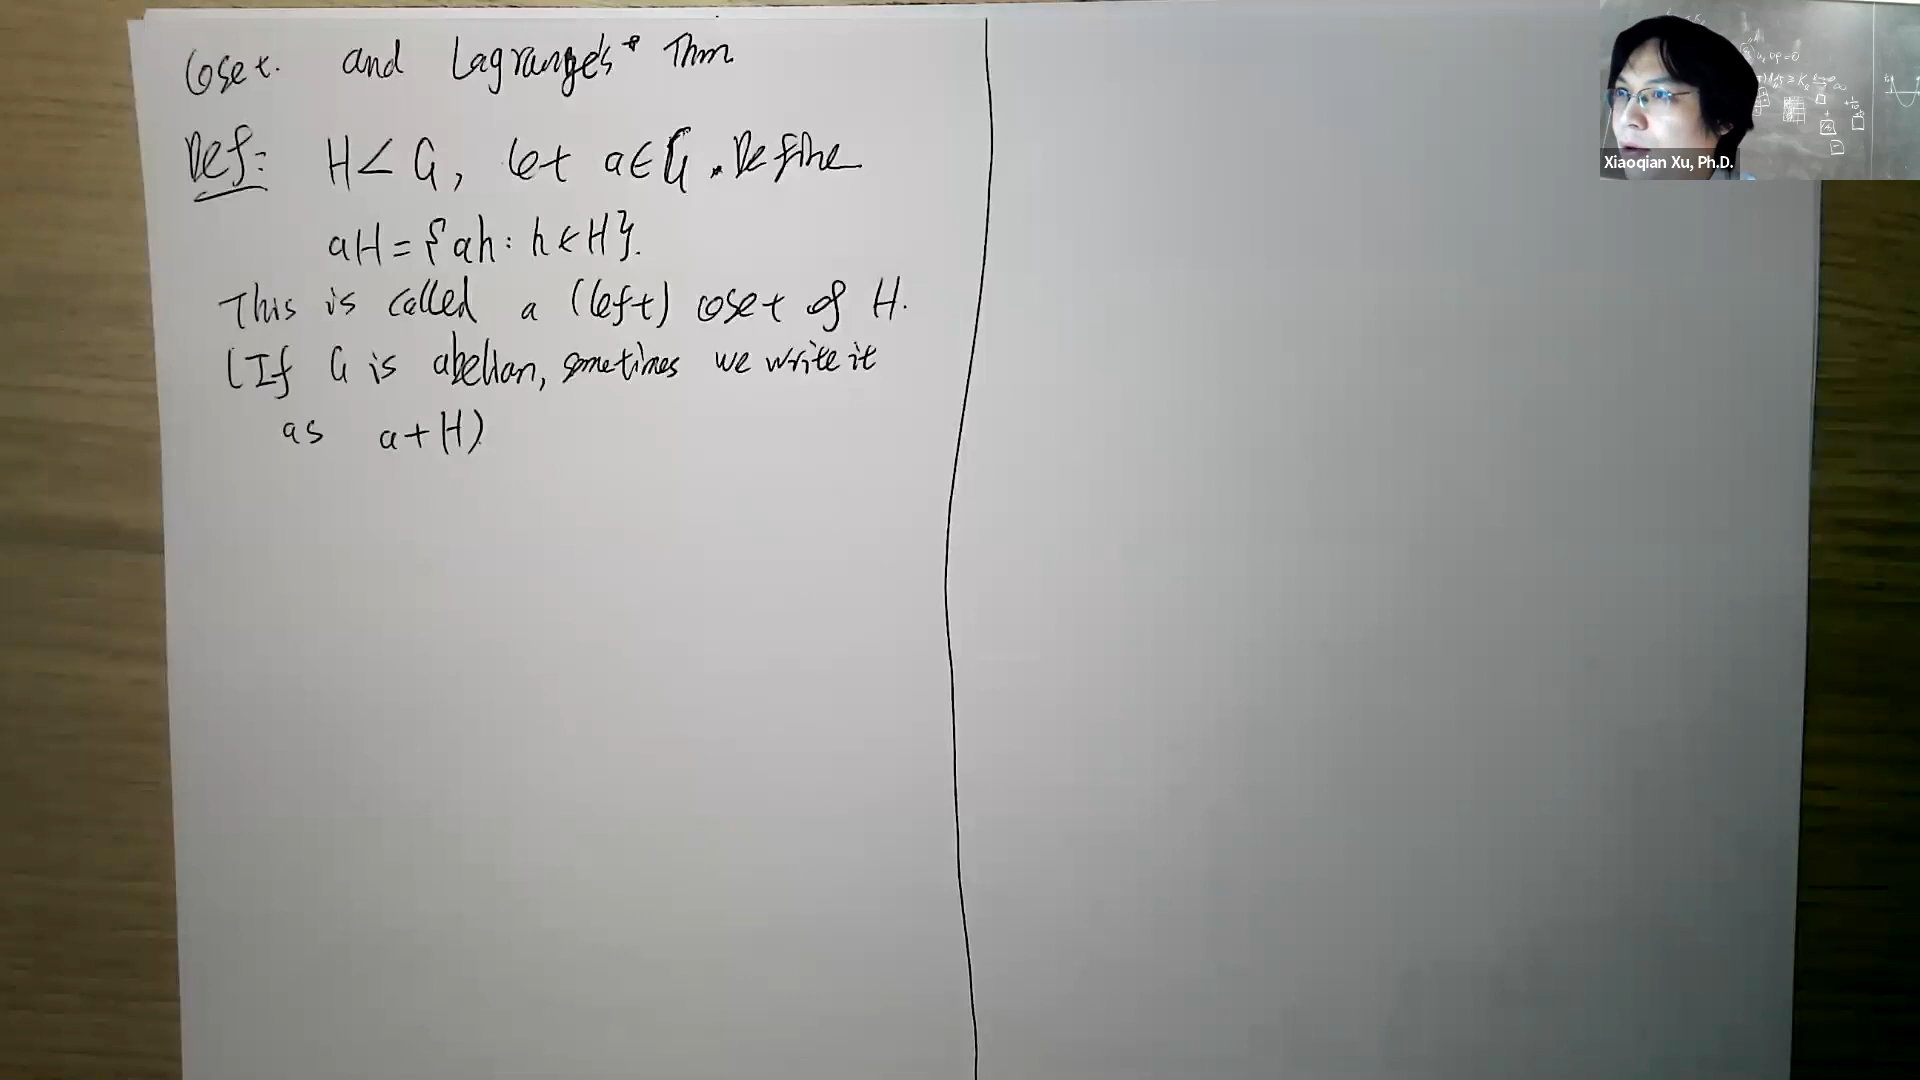 Coset. and Lagrange's Thm
Def: H < G, let a ∈ G. Define
aH = {ah : h ∈ H}.
This is called a (left) coset of H.
(If G is abelian, sometimes we write it
as a + H)
Xiaoqian Xu, Ph.D.